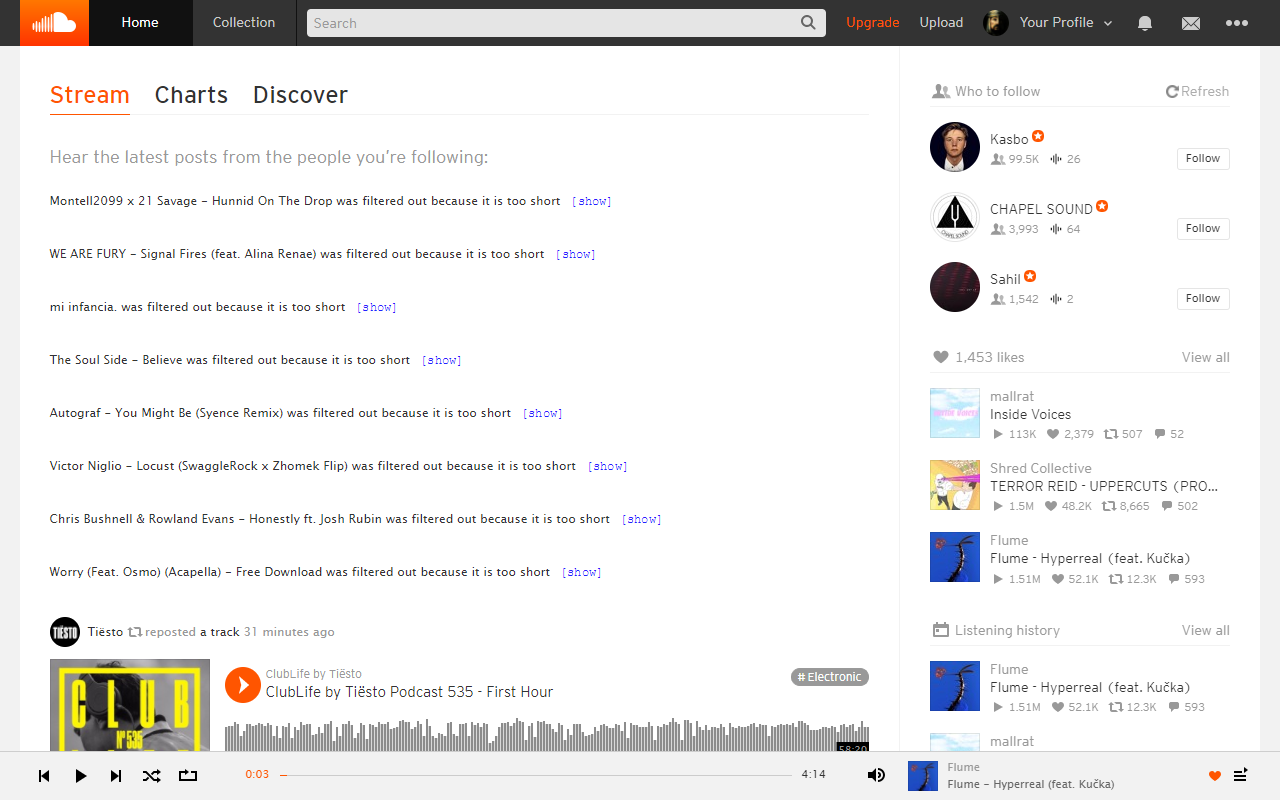 Home
Collection
Search
Upgrade
Upload
Your Profile
Stream
Charts
Discover
Hear the latest posts from the people you're following:
Montell2099 x 21 Savage - Hunnid On The Drop was filtered out because it is too short [show]
WE ARE FURY - Signal Fires (feat. Alina Renae) was filtered out because it is too short [show]
mi infancia. was filtered out because it is too short [show]
The Soul Side - Believe was filtered out because it is too short [show]
Autograf - You Might Be (Syence Remix) was filtered out because it is too short [show]
Victor Niglio - Locust (SwaggleRock x Zhomek Flip) was filtered out because it is too short [show]
Chris Bushnell & Rowland Evans - Honestly ft. Josh Rubin was filtered out because it is too short [show]
Worry (Feat. Osmo) (Acapella) - Free Download was filtered out because it is too short [show]
TIËSTO
Tiësto reposted a track 31 minutes ago
CLUB
Nº 535
ClubLife by Tiësto
ClubLife by Tiësto Podcast 535 - First Hour
# Electronic
58:20
Who to follow
Refresh
Kasbo
99.5K 26
Follow
CHAPEL SOUND
CHAPEL SOUND
3,993 64
Follow
Sahil
1,542 2
Follow
1,453 likes
View all
Inside Voices
mallrat
Inside Voices
113K 2,379 507 52
Shred Collective
TERROR REID - UPPERCUTS (PRO...
1.5M 48.2K 8,665 502
Flume
Flume - Hyperreal (feat. Kučka)
1.51M 52.1K 12.3K 593
Listening history
View all
Flume
Flume - Hyperreal (feat. Kučka)
1.51M 52.1K 12.3K 593
mallrat
0:03
4:14
Flume
Flume - Hyperreal (feat. Kučka)